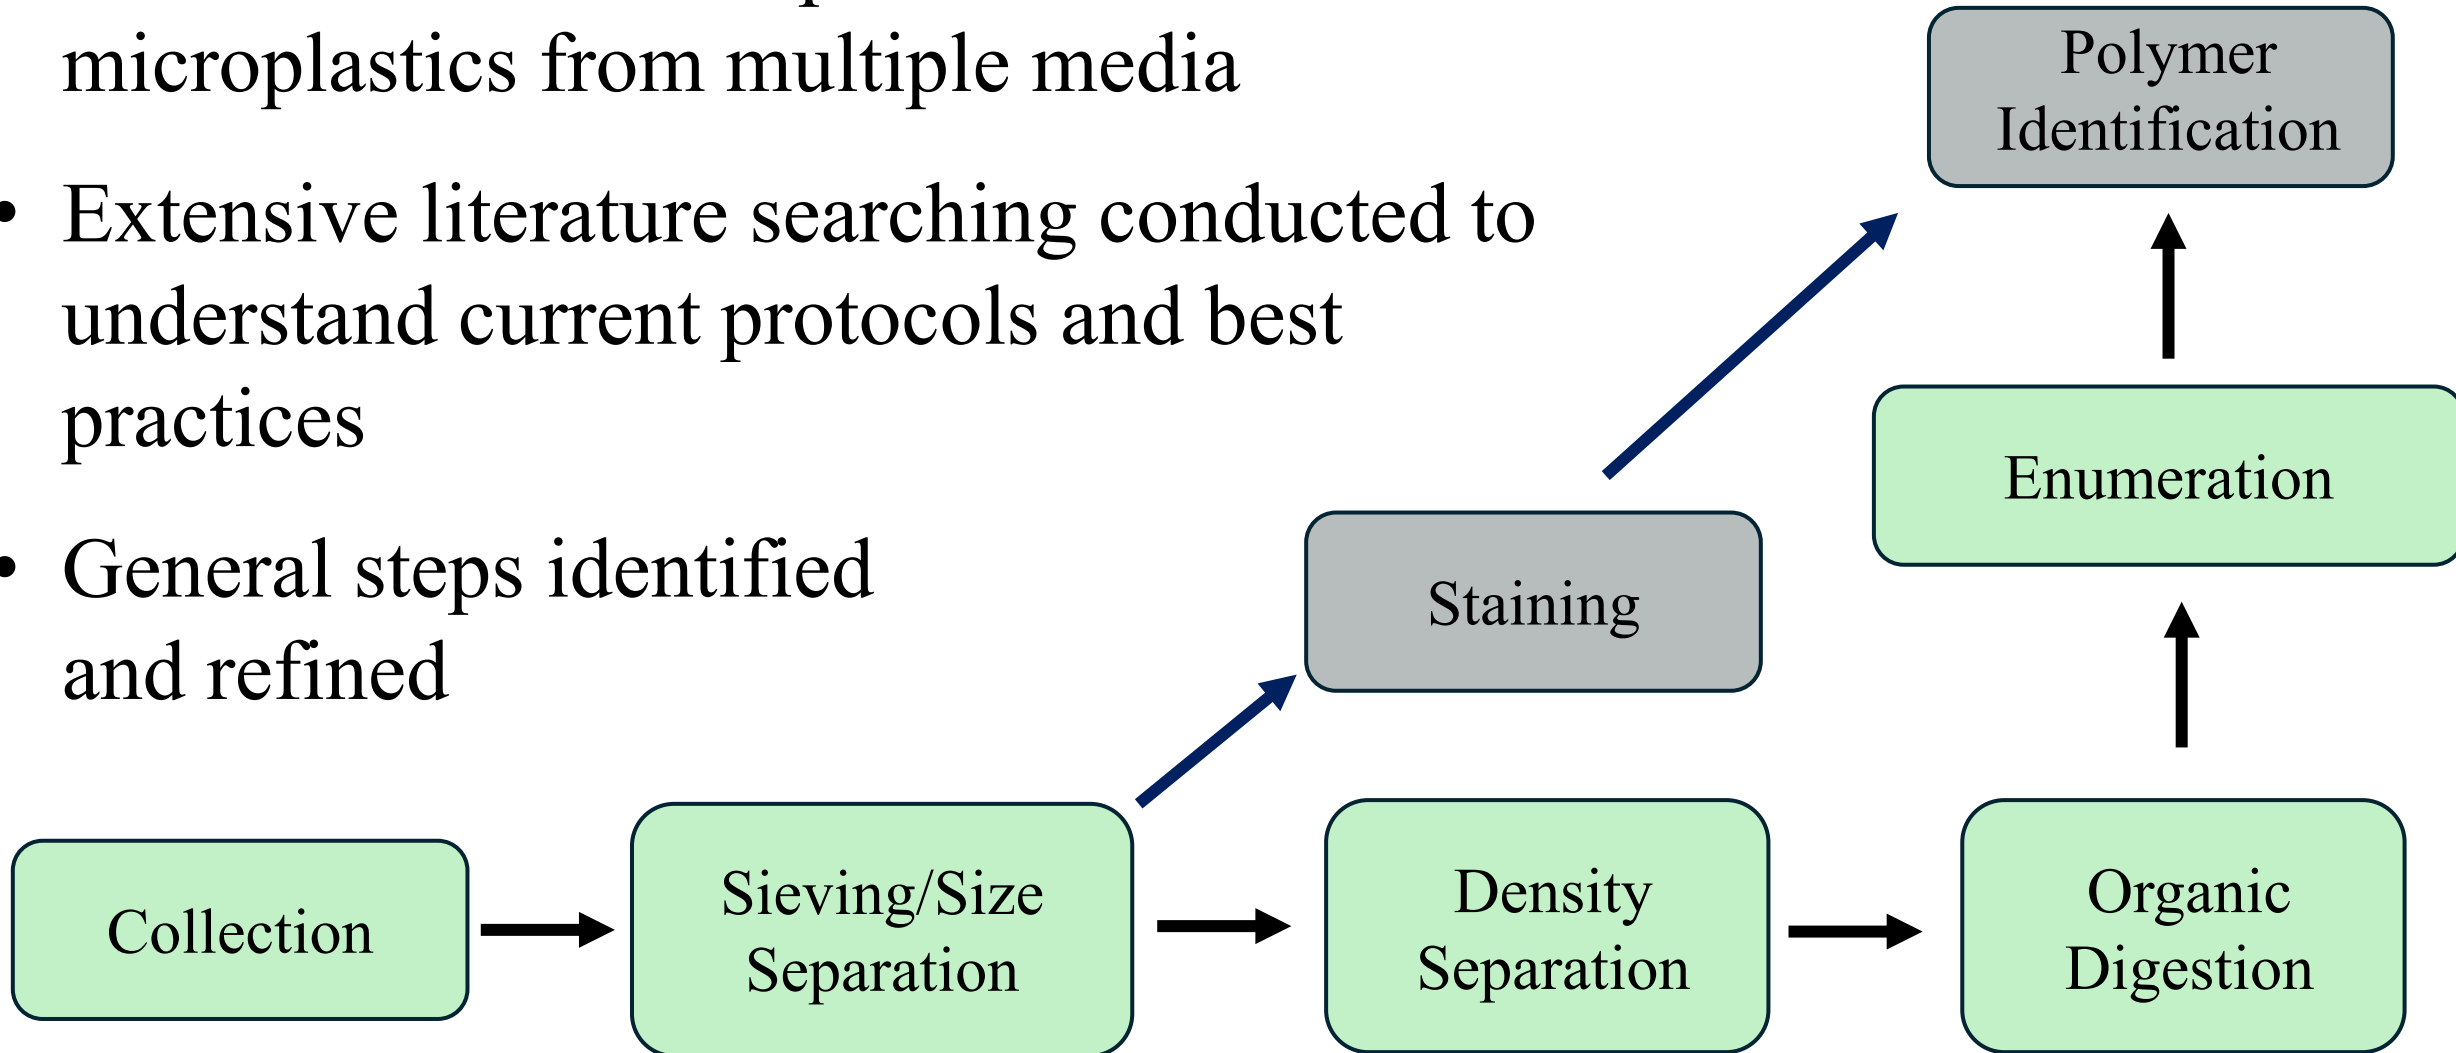 microplastics from multiple media
• Extensive literature searching conducted to
understand current protocols and best
practices
• General steps identified
and refined
Polymer
Identification
Enumeration
Staining
Collection
Sieving/Size
Separation
Density
Separation
Organic
Digestion